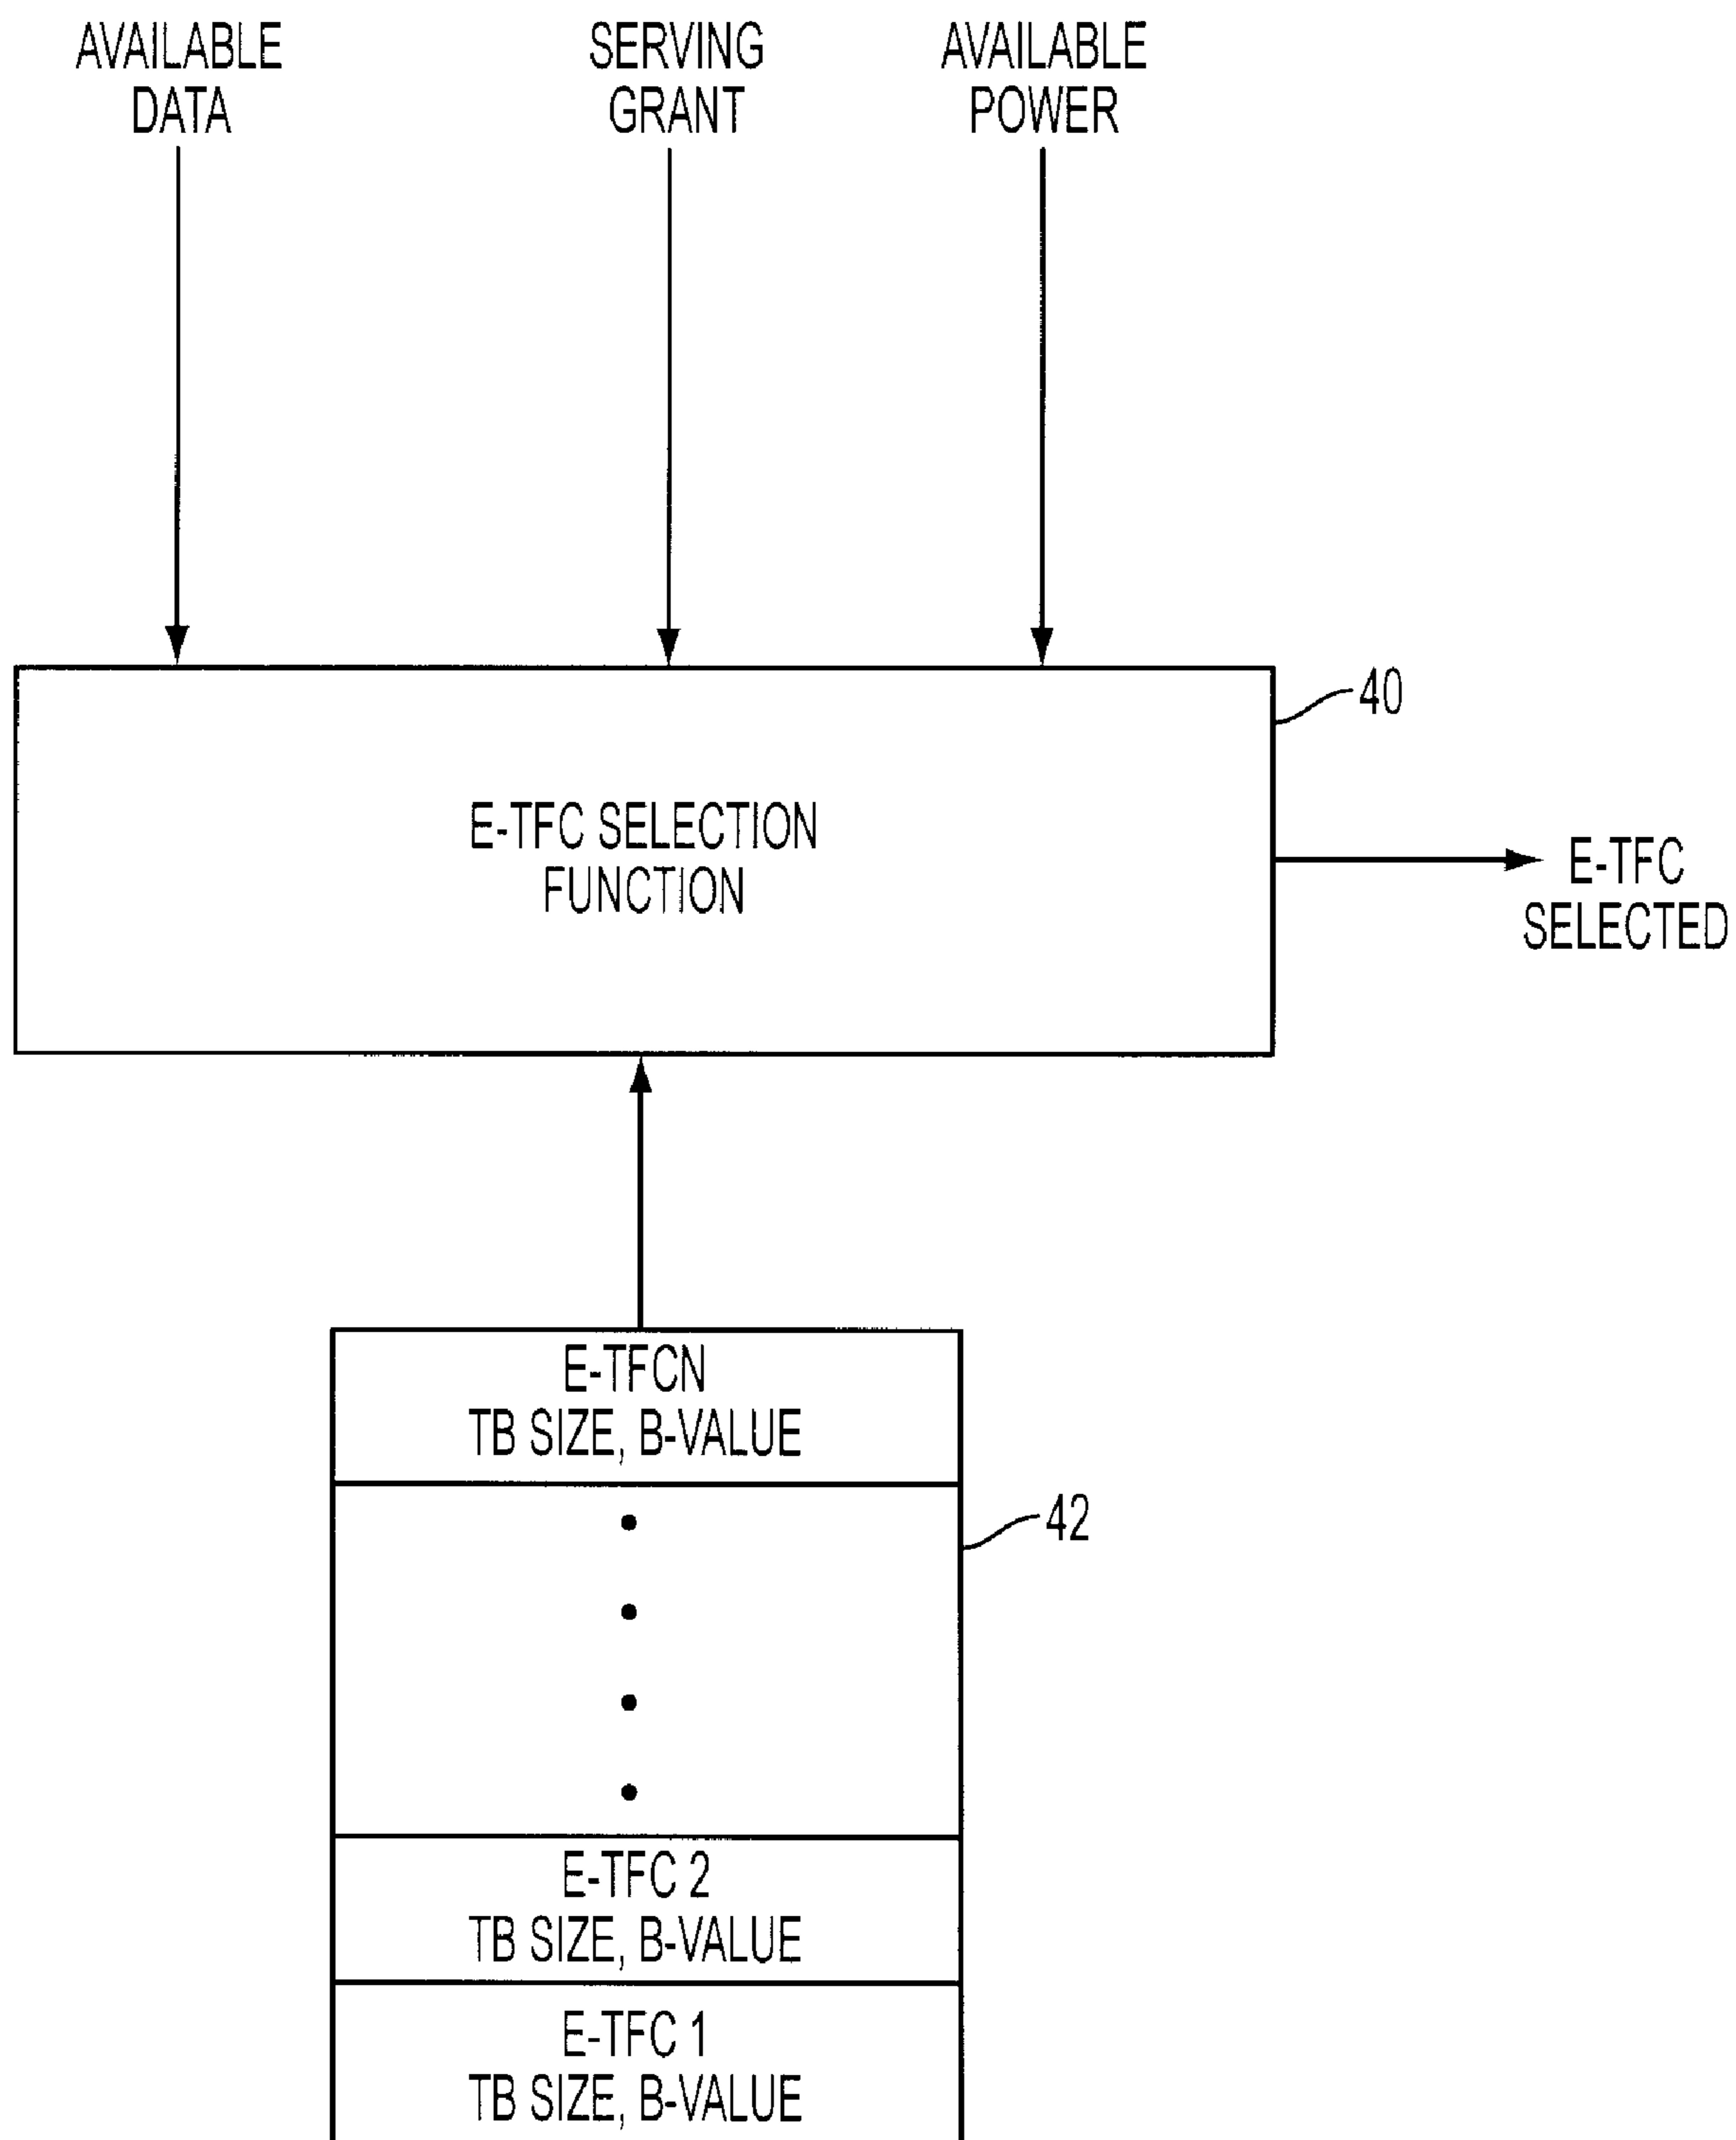 AVAILABLE
DATA
SERVING
GRANT
AVAILABLE
POWER
40
E-TFC SELECTION
FUNCTION
E-TFC
SELECTED
E-TFCN
TB SIZE, B-VALUE
42
E-TFC 2
TB SIZE, B-VALUE
E-TFC 1
TB SIZE, B-VALUE